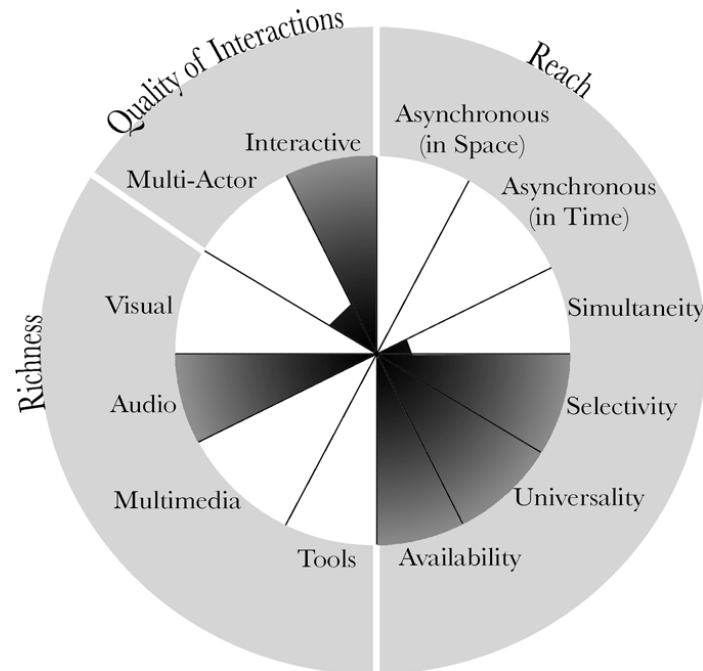 Quality of Interactions
Reach
Richness
Interactive
Asynchronous
(in Space)
Multi-Actor
Asynchronous
(in Time)
Visual
Simultaneity
Audio
Selectivity
Multimedia
Universality
Tools
Availability